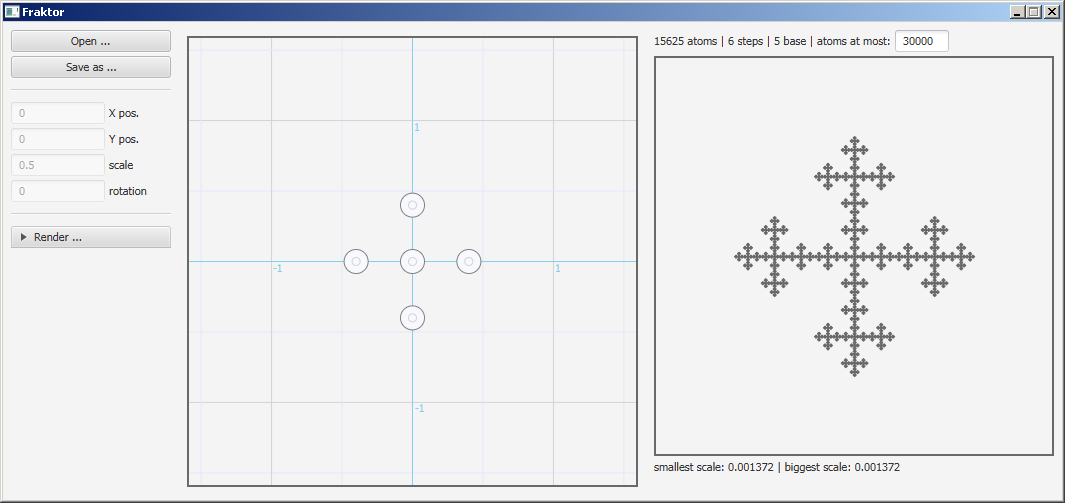 Fraktor
Open ...
Save as ...
0 X pos.
0 Y pos.
0.5 scale
0 rotation
Render ...
1
-1 1
-1
15625 atoms | 6 steps | 5 base | atoms at most: 30000
smallest scale: 0.001372 | biggest scale: 0.001372